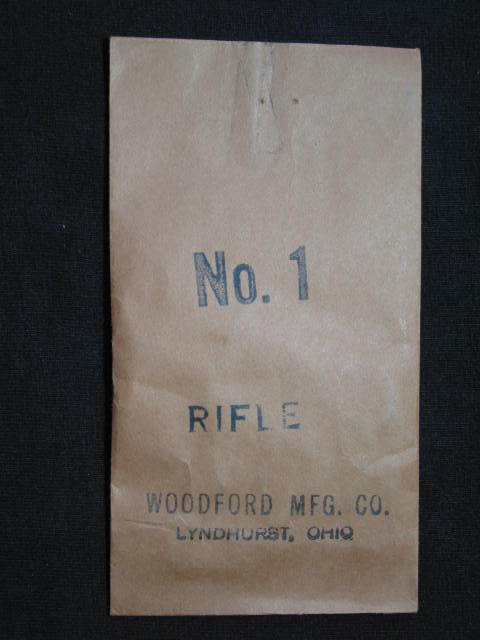 No. 1
RIFLE
WOODFORD MFG. CO.
LYNDHURST, OHIO